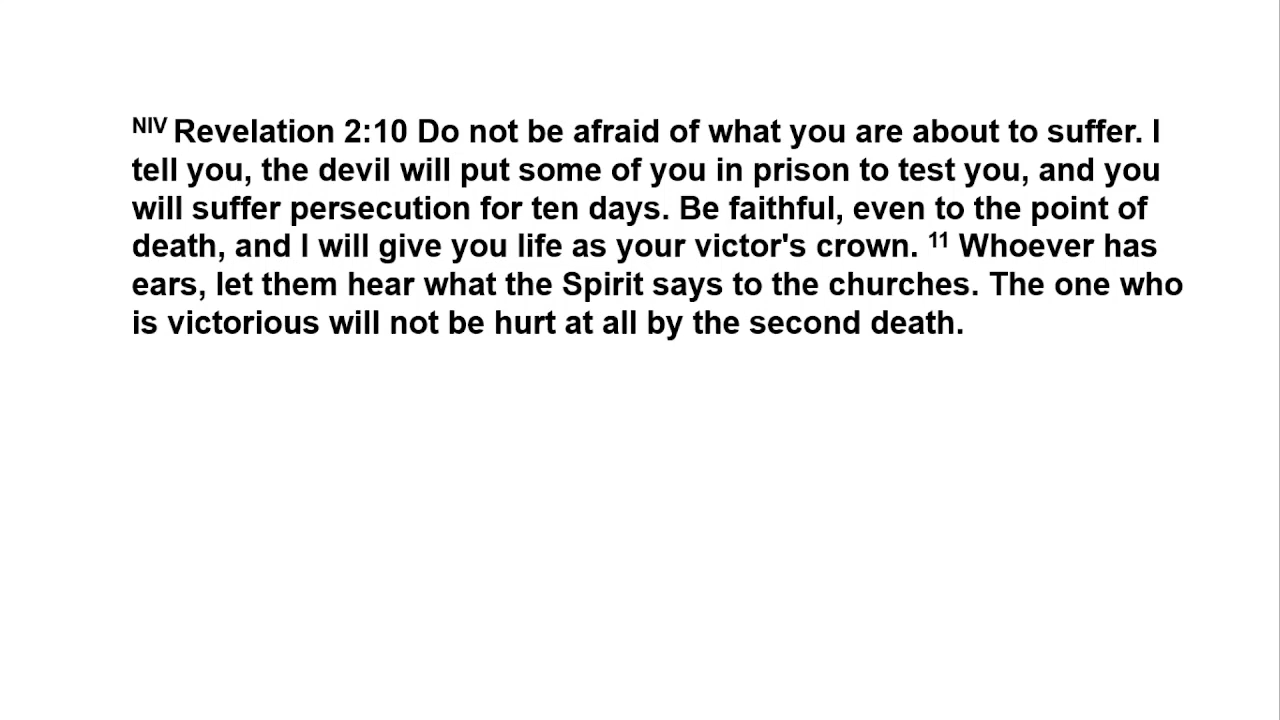 NIV Revelation 2:10 Do not be afraid of what you are about to suffer. I
tell you, the devil will put some of you in prison to test you, and you
will suffer persecution for ten days. Be faithful, even to the point of
death, and I will give you life as your victor's crown. 11 Whoever has
ears, let them hear what the Spirit says to the churches. The one who
is victorious will not be hurt at all by the second death.